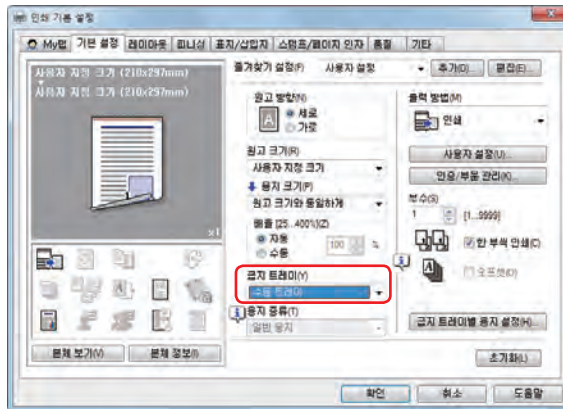 인쇄 기본 설정
My탭 기본 설정 레이아웃 피니싱 표지/삽입지 스탬프/페이지 인자 품질 기타
사용자 지정 크기 (210x297mm)
사용자 지정 크기 (210x297mm)
x1
본체 보기(V) 본체 정보(I)
즐겨찾기 설정(F) 사용자 설정 추가(D)... 편집(E)...
원고 방향(N)
A
세로
가로
원고 크기(R)
사용자 지정 크기
용지 크기(P)
원고 크기와 동일하게
배율 [25...400%](Z)
자동
수동
100 %
급지 트레이(Y)
수동 트레이
용지 종류(T)
일반 용지
출력 방법(M)
인쇄
사용자 설정(U)...
인증/부문 관리(K)...
부수(S)
1 [1...9999]
한 부씩 인쇄(C)
오프셋(O)
급지 트레이별 용지 설정(H)...
초기화(L)
확인 취소 도움말